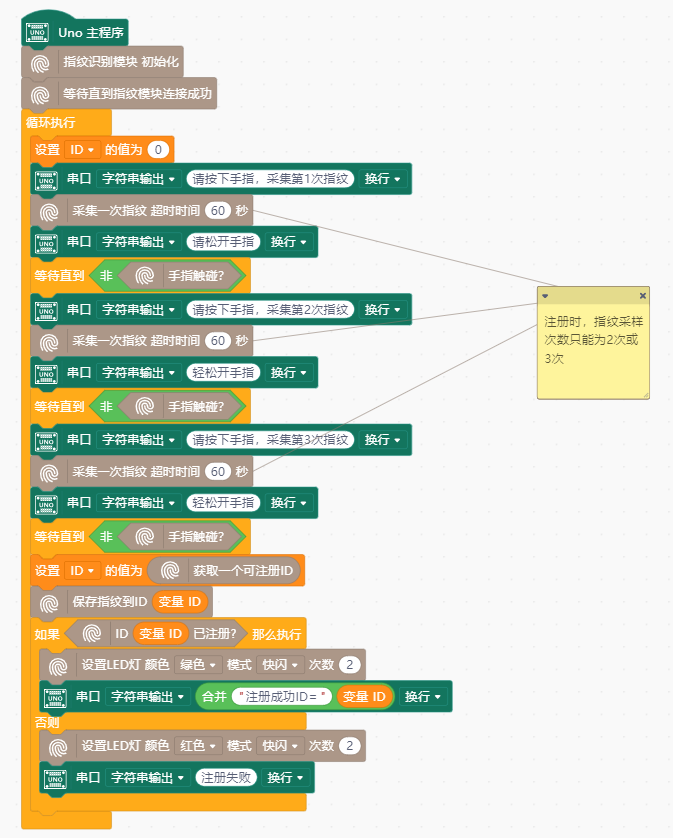 UNO Uno 主程序
指纹识别模块 初始化
等待直到指纹模块连接成功
循环执行
设置 ID 的值为 0
UNO 串口 字符串输出 请按下手指，采集第1次指纹 换行
采集一次指纹 超时时间 60 秒
UNO 串口 字符串输出 请松开手指 换行
等待直到 非 手指触碰?
UNO 串口 字符串输出 请按下手指，采集第2次指纹 换行
采集一次指纹 超时时间 60 秒
UNO 串口 字符串输出 轻松开手指 换行
等待直到 非 手指触碰?
UNO 串口 字符串输出 请按下手指，采集第3次指纹 换行
采集一次指纹 超时时间 60 秒
UNO 串口 字符串输出 轻松开手指 换行
等待直到 非 手指触碰?
设置 ID 的值为 获取一个可注册ID
保存指纹到ID 变量 ID
如果 ID 变量 ID 已注册? 那么执行
设置LED灯 颜色 绿色 模式 快闪 次数 2
UNO 串口 字符串输出 合并 "注册成功ID=" 变量 ID 换行
否则
设置LED灯 颜色 红色 模式 快闪 次数 2
UNO 串口 字符串输出 注册失败 换行
注册时，指纹采样
次数只能为2次或
3次